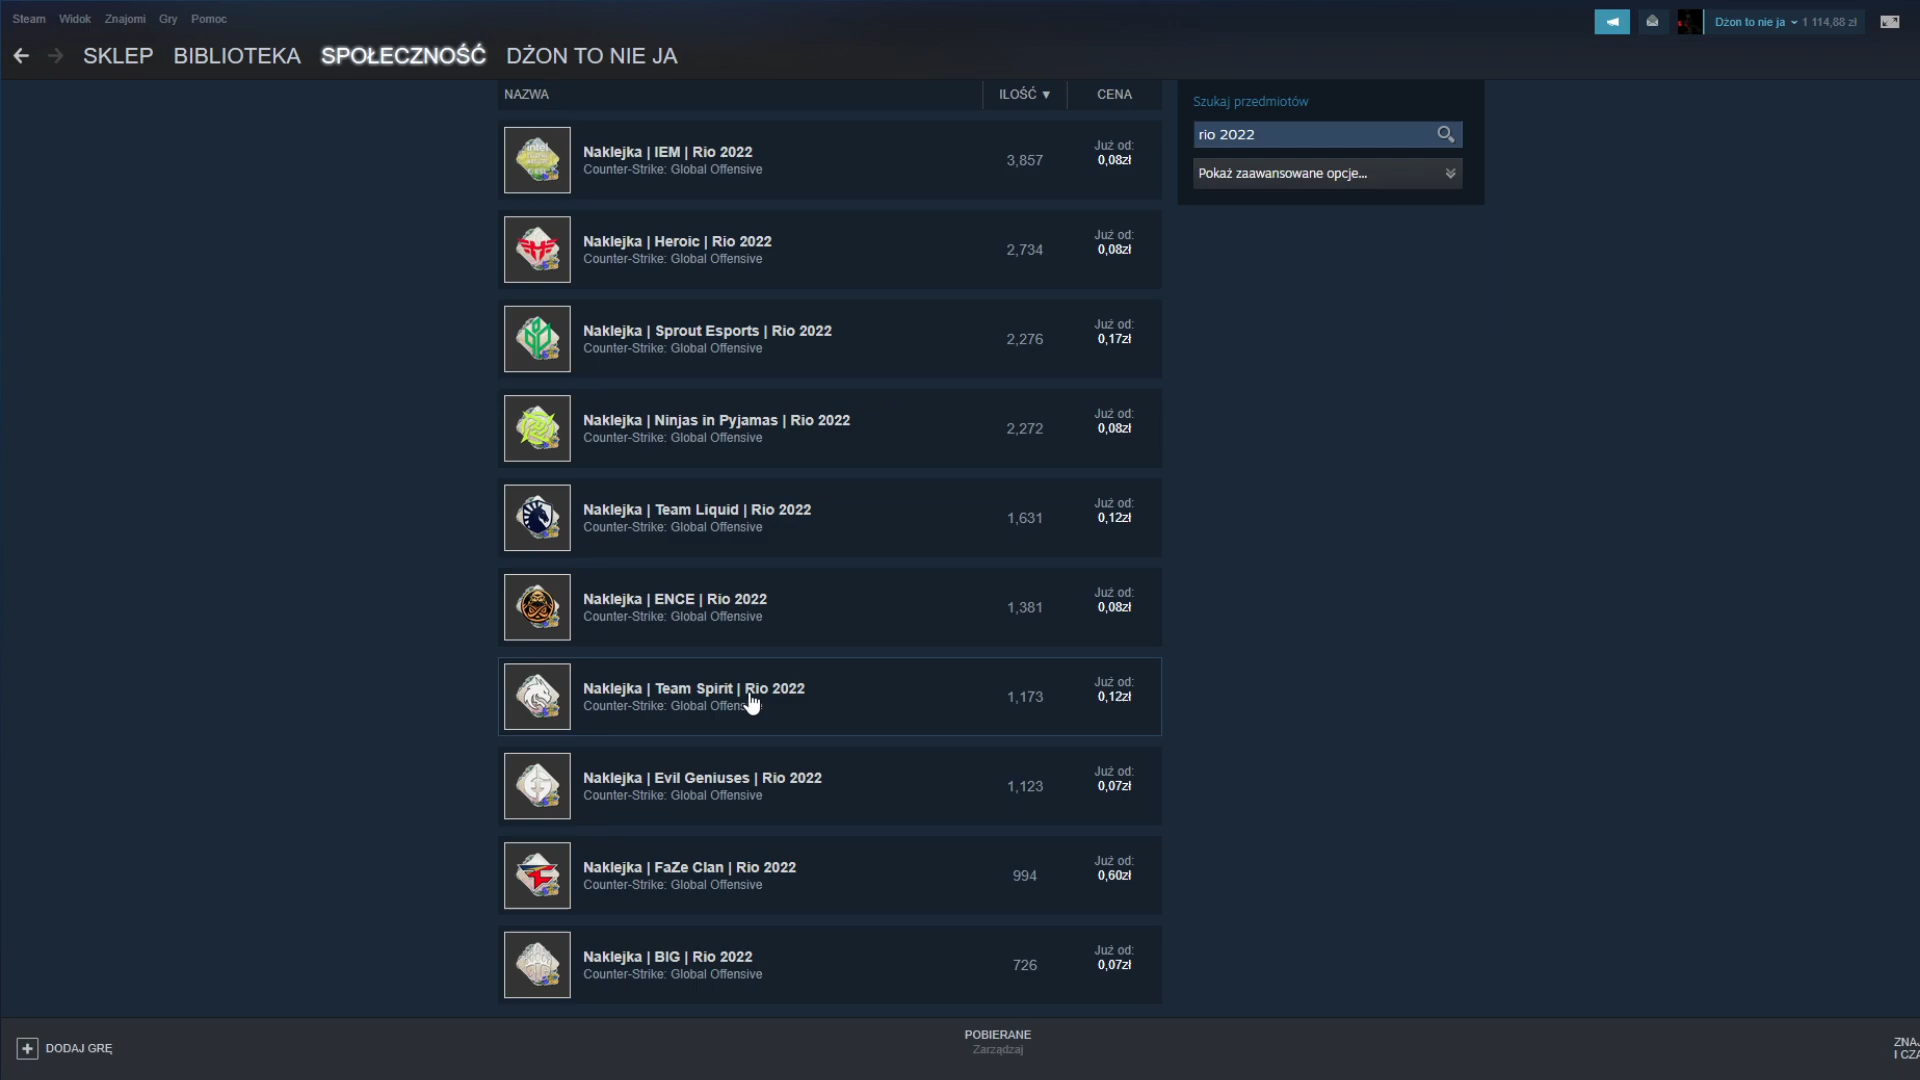 Steam Widok Znajomi Gry Pomoc
Dżon to nie ja 1 114,88 zł
SKLEP BIBLIOTEKA SPOŁECZNOŚĆ DŻON TO NIE JA
NAZWA ILOŚĆ ▼ CENA
Naklejka | IEM | Rio 2022
Counter-Strike: Global Offensive
3,857
Już od:
0,08zł
Naklejka | Heroic | Rio 2022
Counter-Strike: Global Offensive
2,734
Już od:
0,08zł
Naklejka | Sprout Esports | Rio 2022
Counter-Strike: Global Offensive
2,276
Już od:
0,17zł
Naklejka | Ninjas in Pyjamas | Rio 2022
Counter-Strike: Global Offensive
2,272
Już od:
0,08zł
Naklejka | Team Liquid | Rio 2022
Counter-Strike: Global Offensive
1,631
Już od:
0,12zł
Naklejka | ENCE | Rio 2022
Counter-Strike: Global Offensive
1,381
Już od:
0,08zł
Naklejka | Team Spirit | Rio 2022
Counter-Strike: Global Offensive
1,173
Już od:
0,12zł
Naklejka | Evil Geniuses | Rio 2022
Counter-Strike: Global Offensive
1,123
Już od:
0,07zł
Naklejka | FaZe Clan | Rio 2022
Counter-Strike: Global Offensive
994
Już od:
0,60zł
Naklejka | BIG | Rio 2022
Counter-Strike: Global Offensive
726
Już od:
0,07zł
Szukaj przedmiotów
rio 2022
Pokaż zaawansowane opcje...
DODAJ GRĘ
POBIERANE
Zarządzaj
ZNAJ
I CZA